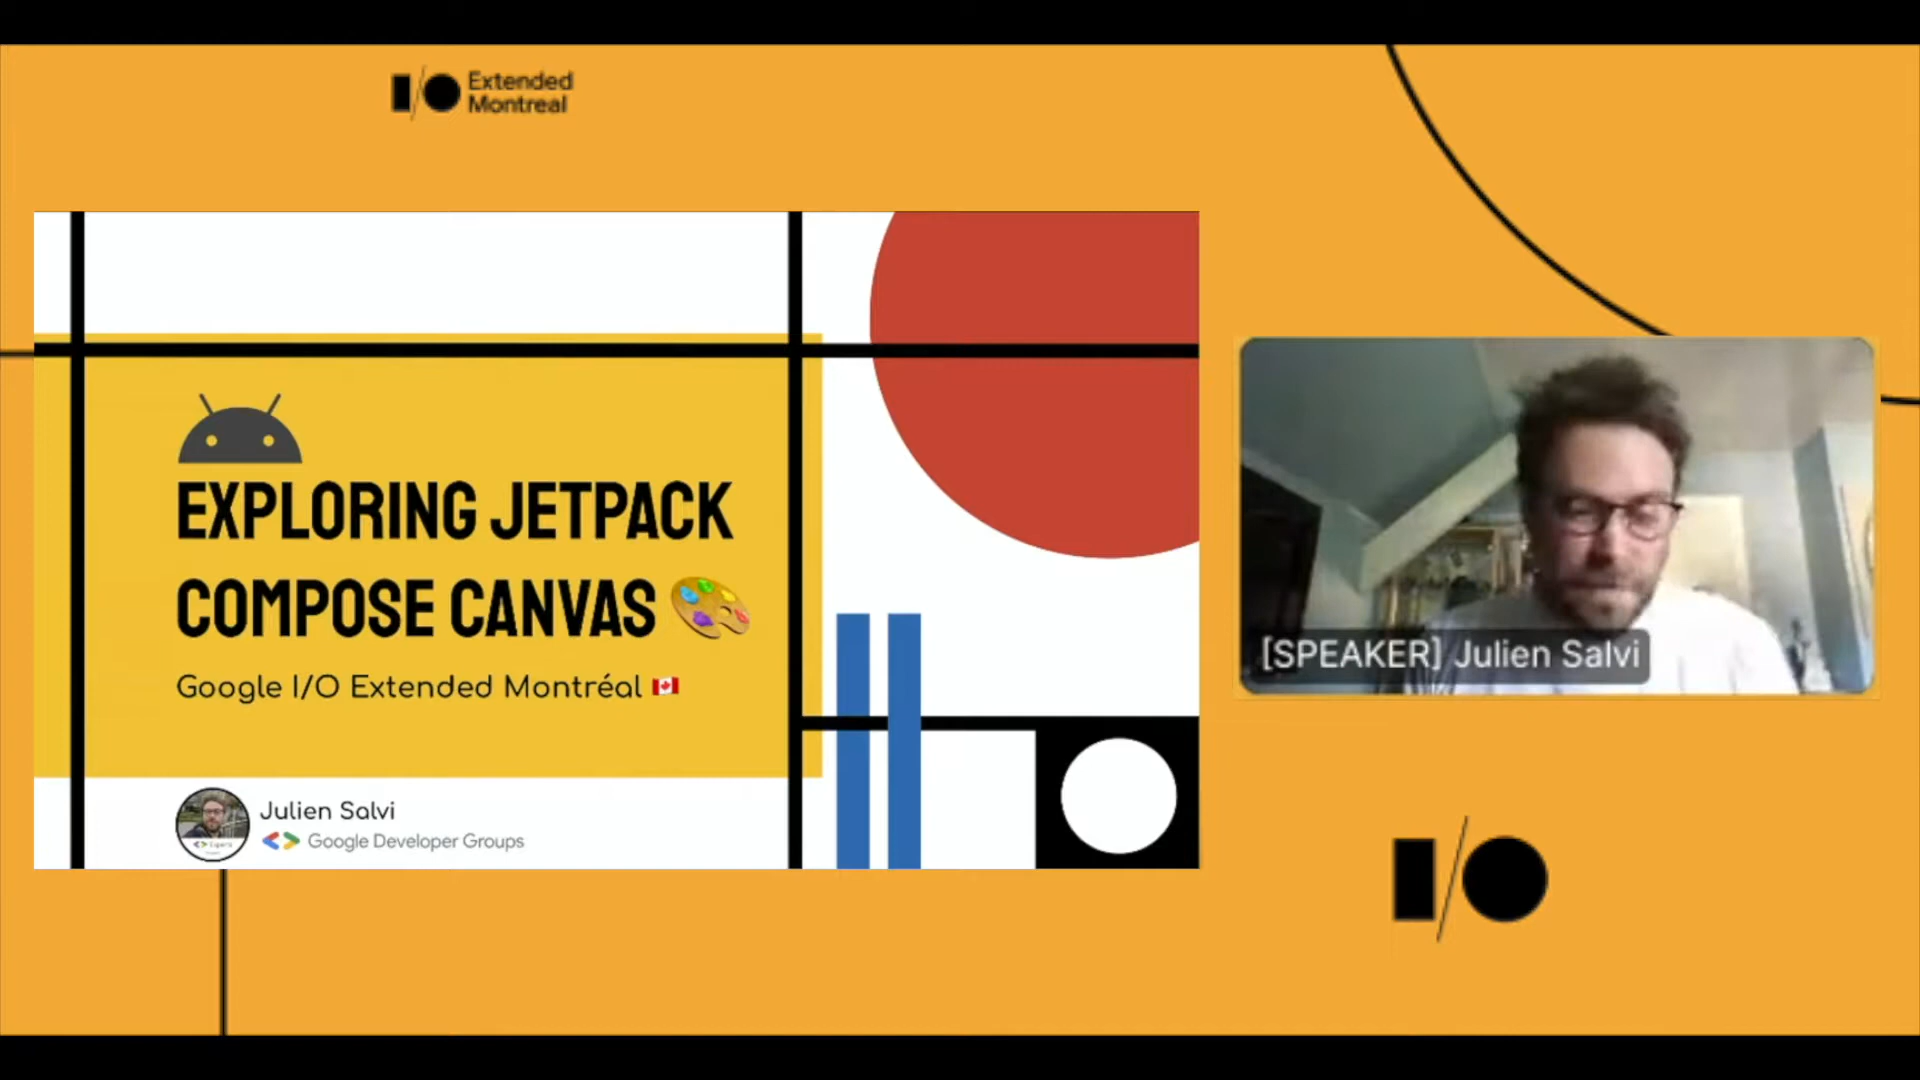 I/O Extended
Montreal
EXPLORING JETPACK
COMPOSE CANVAS
Google I/O Extended Montréal
Julien Salvi
Google Developer Groups
[SPEAKER] Julien Salvi
I/O